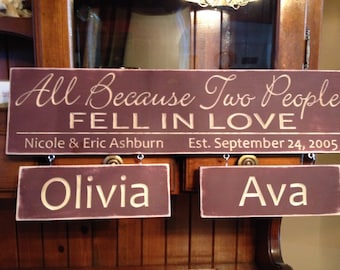 All Because Two People
FELL IN LOVE
Nicole & Eric Ashburn Est. September 24, 2005
Olivia Ava